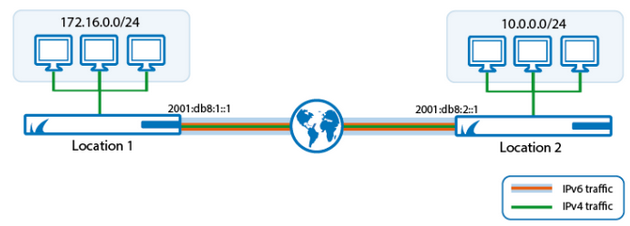 172.16.0.0/24
10.0.0.0/24
2001:db8:1::1
2001:db8:2::1
Location 1
Location 2
IPv6 traffic
IPv4 traffic